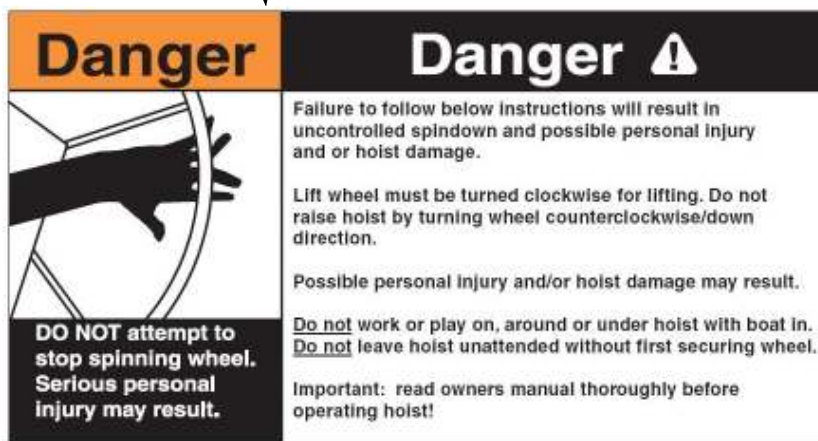 Danger
DO NOT attempt to
stop spinning wheel.
Serious personal
injury may result.
Danger
Failure to follow below instructions will result in
uncontrolled spindown and possible personal injury
and or hoist damage.
Lift wheel must be turned clockwise for lifting. Do not
raise hoist by turning wheel counterclockwise/down
direction.
Possible personal injury and/or hoist damage may result.
Do not work or play on, around or under hoist with boat in.
Do not leave hoist unattended without first securing wheel.
Important: read owners manual thoroughly before
operating hoist!